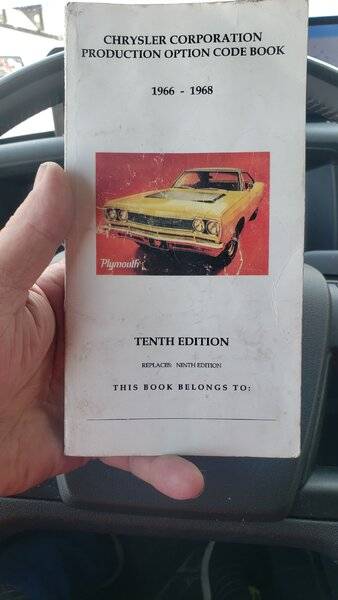 CHRYSLER CORPORATION
PRODUCTION OPTION CODE BOOK
1966 - 1968
Plymouth
TENTH EDITION
REPLACES: NINTH EDITION
THIS BOOK BELONGS TO: